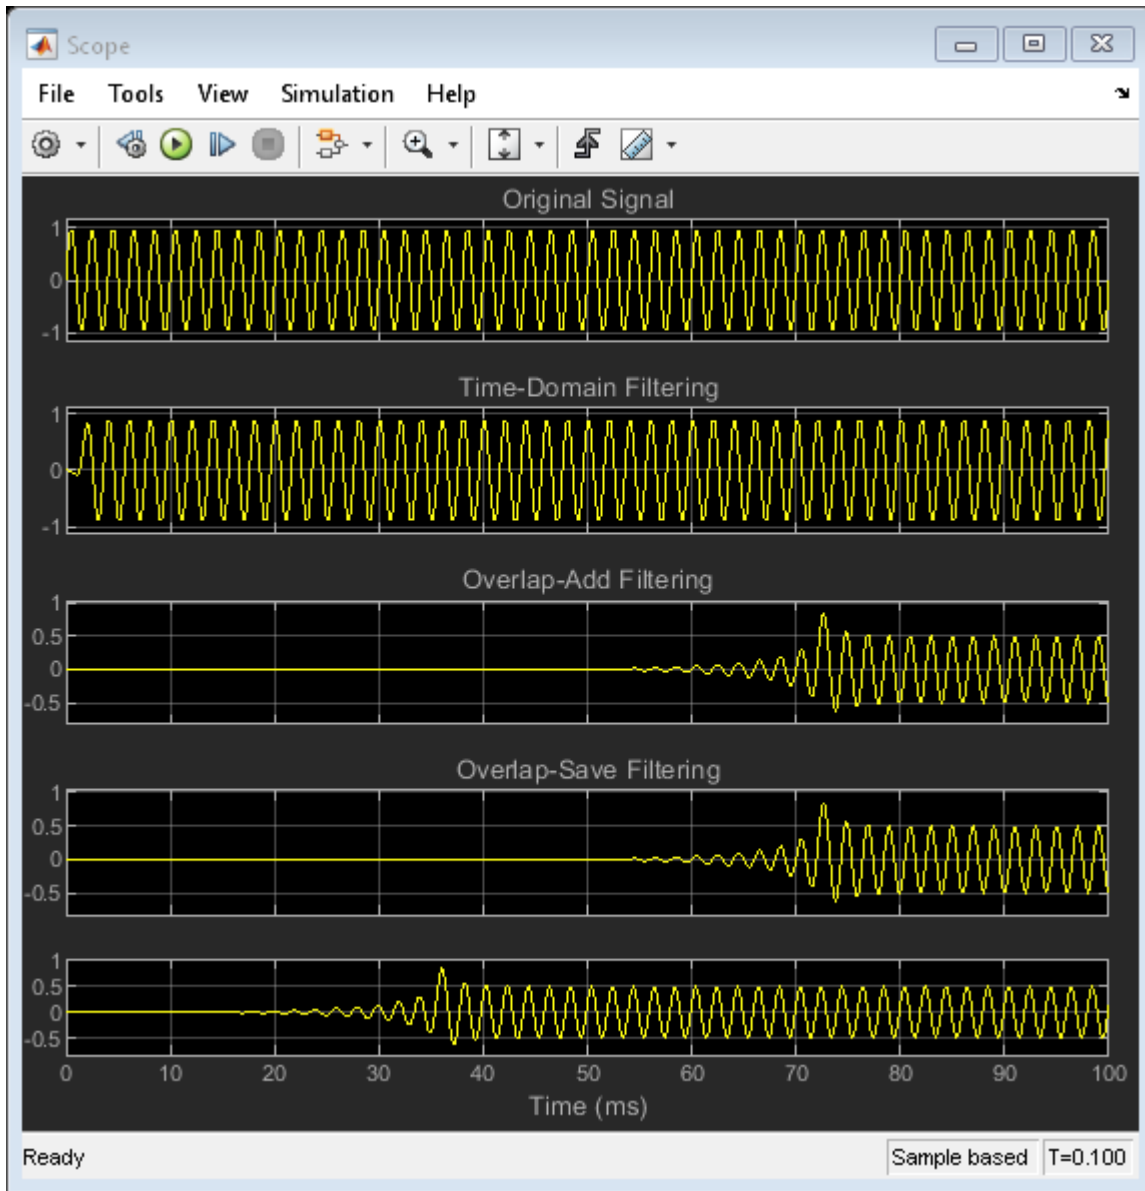 Scope
File Tools View Simulation Help
Original Signal
1
0
-1
Time-Domain Filtering
1
0
-1
Overlap-Add Filtering
1
0.5
0
-0.5
Overlap-Save Filtering
1
0.5
0
-0.5
1
0.5
0
-0.5
0 10 20 30 40 50 60 70 80 90 100
Time (ms)
Ready Sample based T=0.100